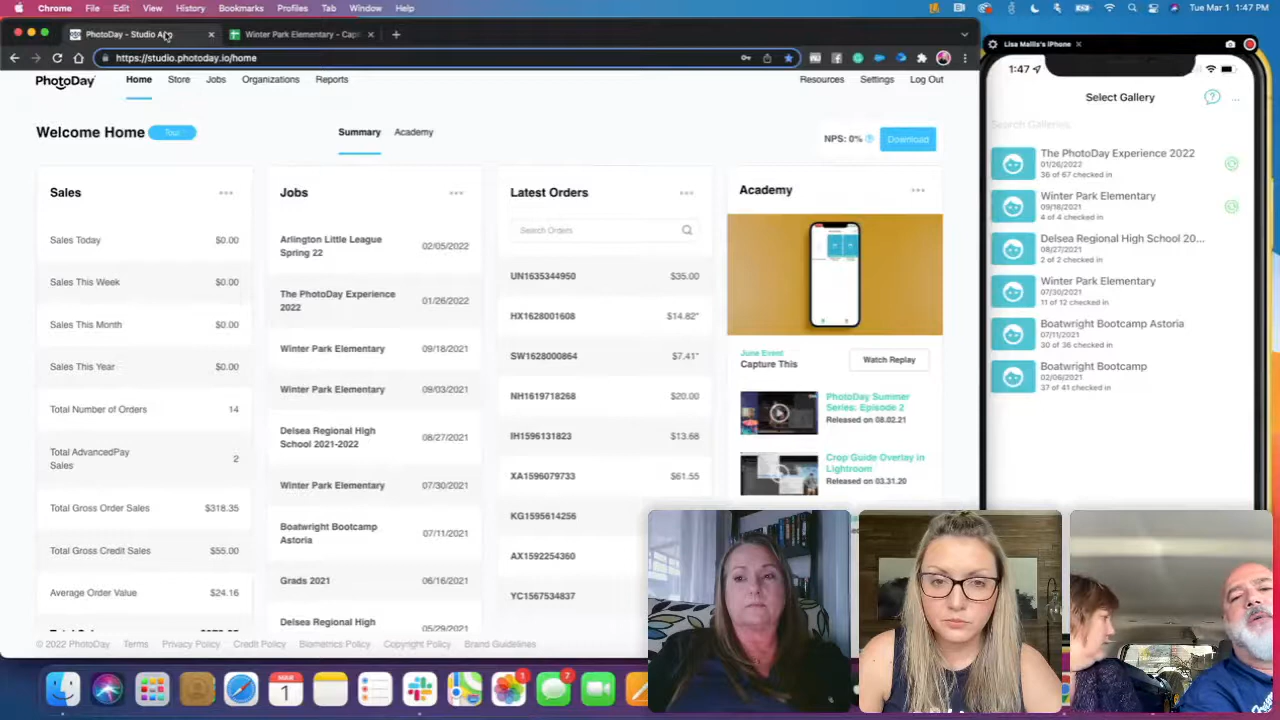 Chrome File Edit View History Bookmarks Profiles Tab Window Help
Tue Mar 1 1:47 PM
PhotoDay - Studio
Winter Park Elementary - Cap
https://studio.photoday.io/home
PhotoDay Home Store Jobs Organizations Reports Resources Settings Log Out
Welcome Home Tour Summary Academy NPS: 0% Download
Sales
Sales Today $0.00
Sales This Week $0.00
Sales This Month $0.00
Sales This Year $0.00
Total Number of Orders 14
Total AdvancedPay
Sales 2
Total Gross Order Sales $318.35
Total Gross Credit Sales $55.00
Average Order Value $24.16
Jobs
Arlington Little League
Spring 22 02/05/2022
The PhotoDay Experience
2022 01/26/2022
Winter Park Elementary 09/18/2021
Winter Park Elementary 09/03/2021
Delsea Regional High
School 2021-2022 08/27/2021
Winter Park Elementary 07/30/2021
Boatwright Bootcamp
Astoria 07/11/2021
Grads 2021 06/16/2021
Delsea Regional High 05/29/2021
Latest Orders
Search Orders
UN1635344950 $35.00
HX1628001608 $14.82*
SW1628000864 $7.41*
NH1619718268 $20.00
IH1596131823 $13.68
XA1596079733 $61.55
KG1595614256
AX1592254360
YC1567534837
Academy
June Event
Capture This
Watch Replay
PhotoDay Summer
Series: Episode 2
Released on 08.02.21
Crop Guide Overlay in
Lightroom
Released on 03.31.20
© 2022 PhotoDay Terms Privacy Policy Credit Policy Biometrics Policy Copyright Policy Brand Guidelines
Lisa Mallis's iPhone
1:47
Select Gallery
Search Galleries
The PhotoDay Experience 2022
01/26/2022
36 of 67 checked in
Winter Park Elementary
09/18/2021
4 of 4 checked in
Delsea Regional High School 20...
08/27/2021
2 of 2 checked in
Winter Park Elementary
07/30/2021
11 of 12 checked in
Boatwright Bootcamp Astoria
07/11/2021
30 of 36 checked in
Boatwright Bootcamp
02/06/2021
37 of 41 checked in
MAR
1
1
7